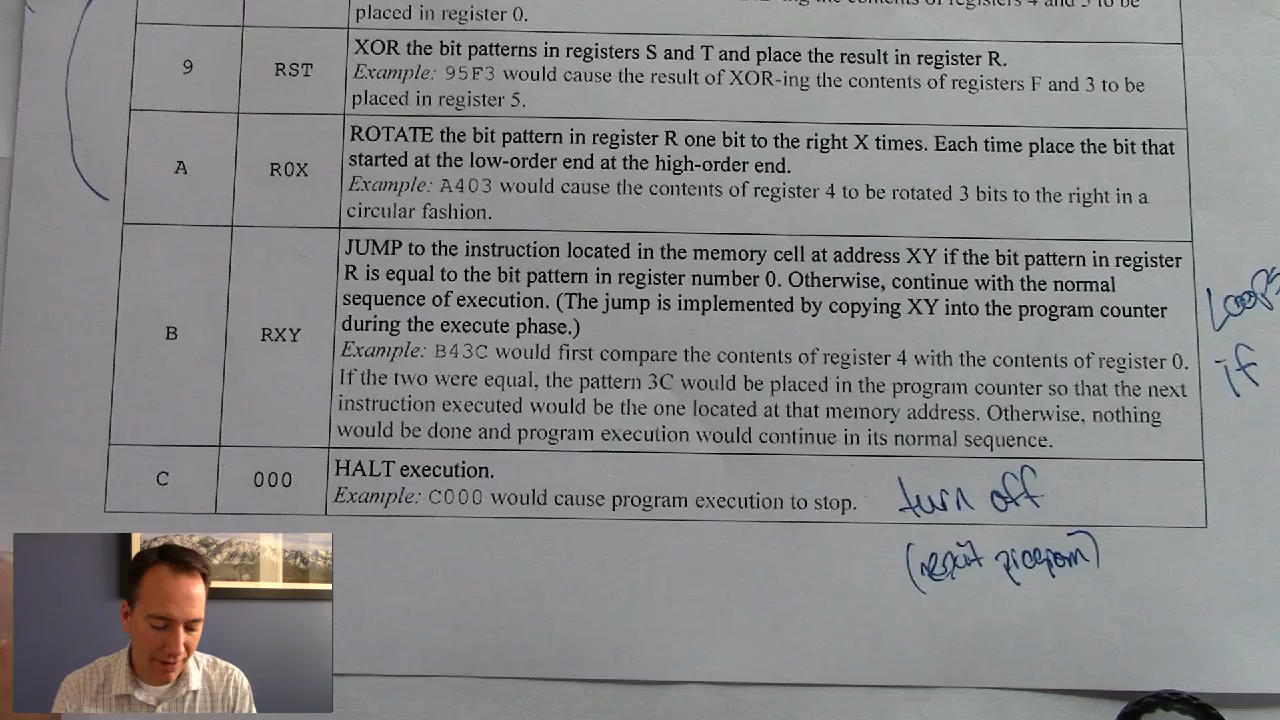 placed in register 0.
9 RST XOR the bit patterns in registers S and T and place the result in register R.
Example: 95F3 would cause the result of XOR-ing the contents of registers F and 3 to be
placed in register 5.
A R0X ROTATE the bit pattern in register R one bit to the right X times. Each time place the bit that
started at the low-order end at the high-order end.
Example: A403 would cause the contents of register 4 to be rotated 3 bits to the right in a
circular fashion.
B RXY JUMP to the instruction located in the memory cell at address XY if the bit pattern in register
R is equal to the bit pattern in register number 0. Otherwise, continue with the normal
sequence of execution. (The jump is implemented by copying XY into the program counter
during the execute phase.)
Example: B43C would first compare the contents of register 4 with the contents of register 0.
If the two were equal, the pattern 3C would be placed in the program counter so that the next
instruction executed would be the one located at that memory address. Otherwise, nothing
would be done and program execution would continue in its normal sequence.
Loops
if
C 000 HALT execution.
Example: C000 would cause program execution to stop.
turn off